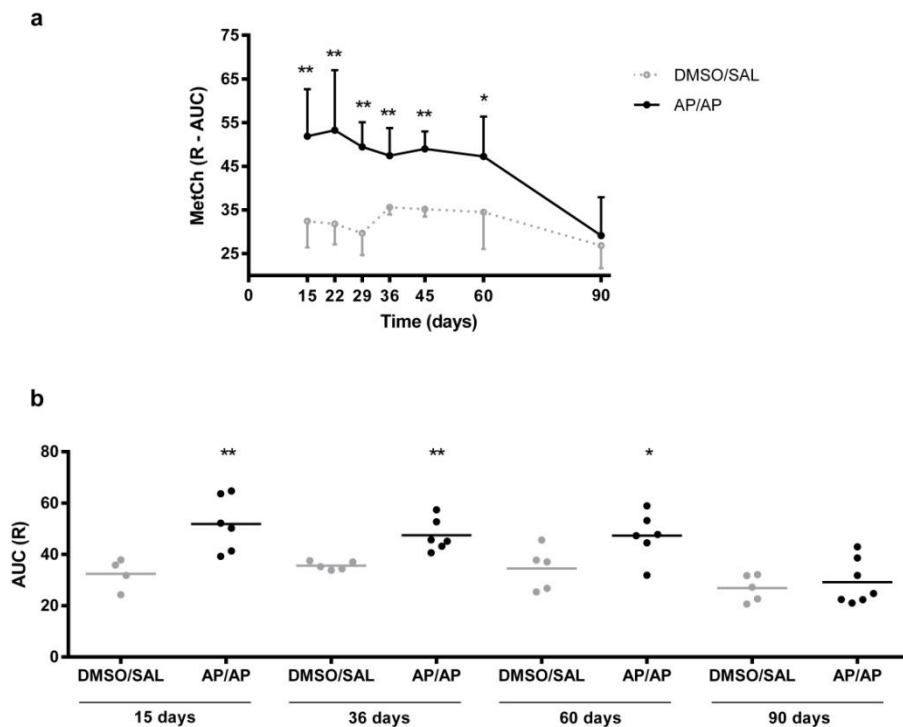 a
75
65
55
45
35
25
MetCh (R - AUC)
** ** ** ** ** *
0 15 22 29 36 45 60 90
Time (days)
DMSO/SAL
AP/AP
b
80
60
40
20
0
AUC (R)
** ** *
DMSO/SAL AP/AP DMSO/SAL AP/AP DMSO/SAL AP/AP DMSO/SAL AP/AP
15 days 36 days 60 days 90 days